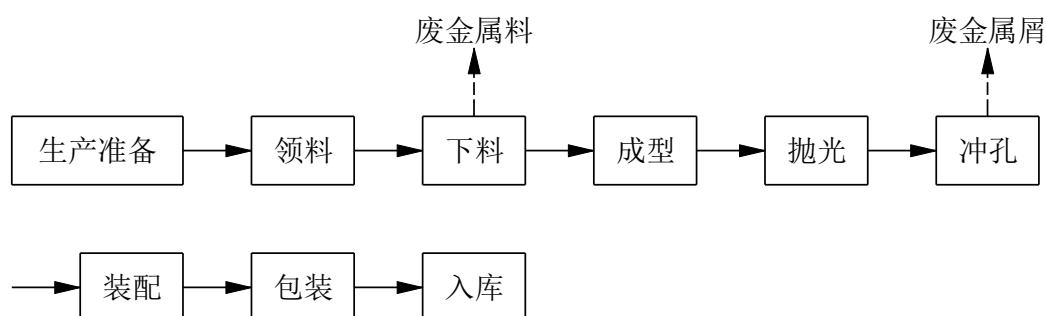 废金属料 废金属屑
生产准备 领料 下料 成型 抛光 冲孔
装配 包装 入库